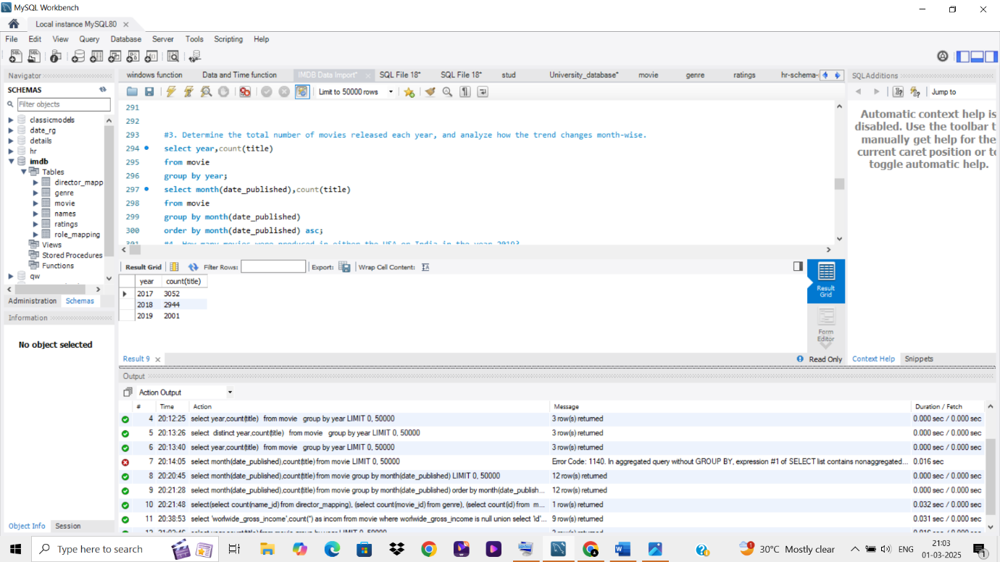 MySQL Workbench
Local instance MySQL80
File Edit View Query Database Server Tools Scripting Help
Navigator
SCHEMAS
Filter objects
classicmodels
date_rg
details
hr
imdb
Tables
director_mapp
genre
movie
names
ratings
role_mapping
Views
Stored Procedures
Functions
qw
Administration Schemas
Information
No object selected
Object Info Session
windows function Data and Time function IMDB Data Import* SQL File 18* SQL File 18* stud University_database* movie genre ratings hr-schema-
Limit to 50000 rows
291
292
293 #3. Determine the total number of movies released each year, and analyze how the trend changes month-wise.
294 select year,count(title)
295 from movie
296 group by year;
297 select month(date_published),count(title)
298 from movie
299 group by month(date_published)
300 order by month(date_published) asc;
301 #4. How many movies were produced in either the USA or India in the year 2019?
Result Grid Filter Rows: Export: Wrap Cell Content:
year count(title)
2017 3052
2018 2944
2019 2001
Result Grid
Form Editor
Result 9 Read Only
SQLAdditions
Jump to
Automatic context help is
disabled. Use the toolbar t
manually get help for the
current caret position or to
toggle automatic help.
Context Help Snippets
Output
Action Output
# Time Action Message Duration / Fetch
4 20:12:25 select year,count(title) from movie group by year LIMIT 0, 50000 3 row(s) returned 0.000 sec / 0.000 sec
5 20:13:26 select distinct year,count(title) from movie group by year LIMIT 0, 50000 3 row(s) returned 0.000 sec / 0.000 sec
6 20:13:40 select year,count(title) from movie group by year LIMIT 0, 50000 3 row(s) returned 0.000 sec / 0.000 sec
7 20:14:05 select month(date_published),count(title) from movie LIMIT 0, 50000 Error Code: 1140. In aggregated query without GROUP BY, expression #1 of SELECT list contains nonaggregated... 0.016 sec
8 20:20:45 select month(date_published),count(title) from movie group by month(date_published) LIMIT 0, 50000 12 row(s) returned 0.000 sec / 0.000 sec
9 20:21:28 select month(date_published),count(title) from movie group by month(date_published) order by month(date_publish... 12 row(s) returned 0.000 sec / 0.000 sec
10 20:21:48 select(select count(name_id) from director_mapping), (select count(movie_id) from genre), (select count(id) from m... 1 row(s) returned 0.032 sec / 0.000 sec
11 20:38:53 select 'worlwide_gross_income',count(*) as incom from movie where worlwide_gross_income is null union select 'id'... 9 row(s) returned 0.031 sec / 0.000 sec
Type here to search
30°C Mostly clear
ENG
21:03
01-03-2025